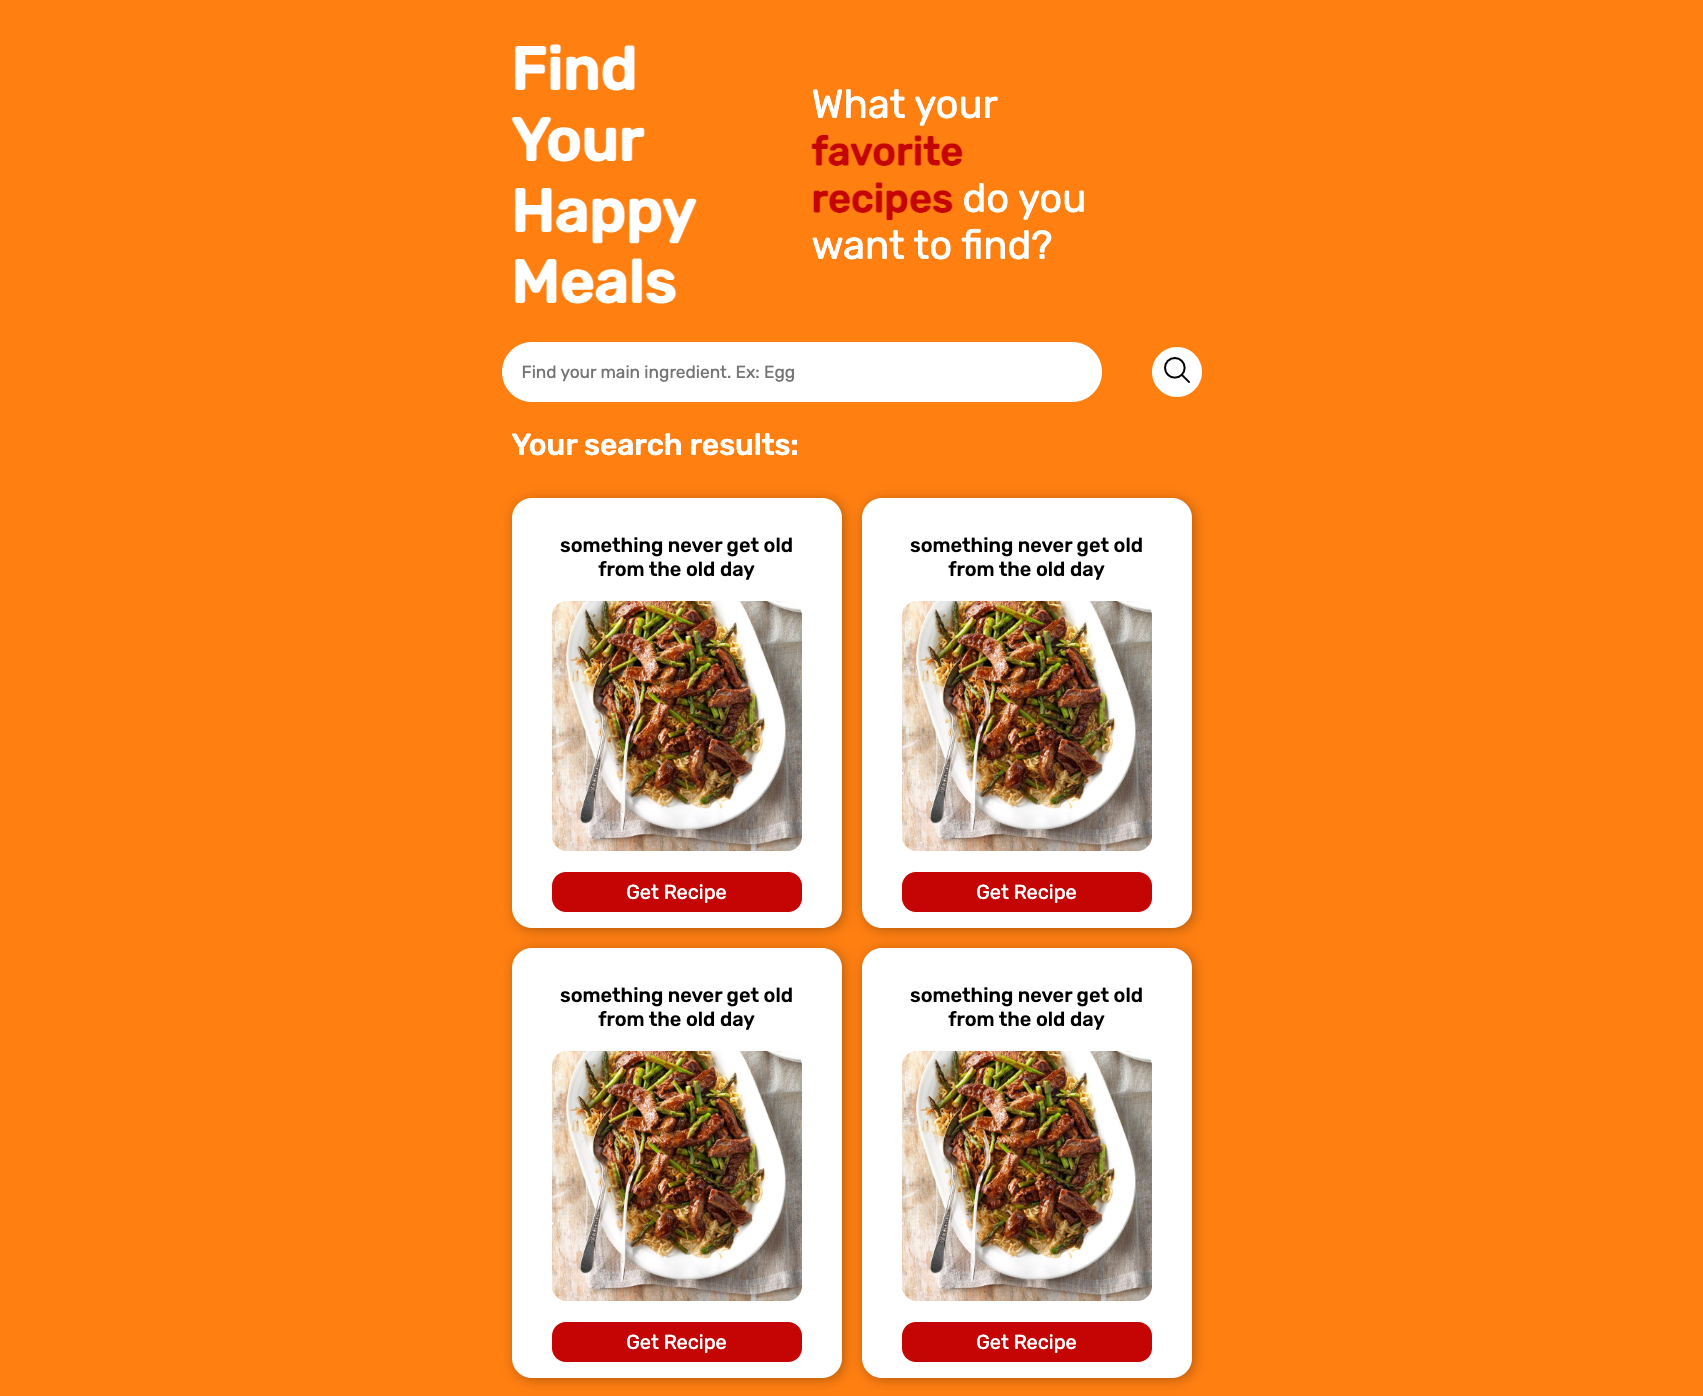 Find
Your
Happy
Meals
What your
favorite
recipes do you
want to find?
Find your main ingredient. Ex: Egg
Your search results:
something never get old
from the old day
Get Recipe
something never get old
from the old day
Get Recipe
something never get old
from the old day
Get Recipe
something never get old
from the old day
Get Recipe